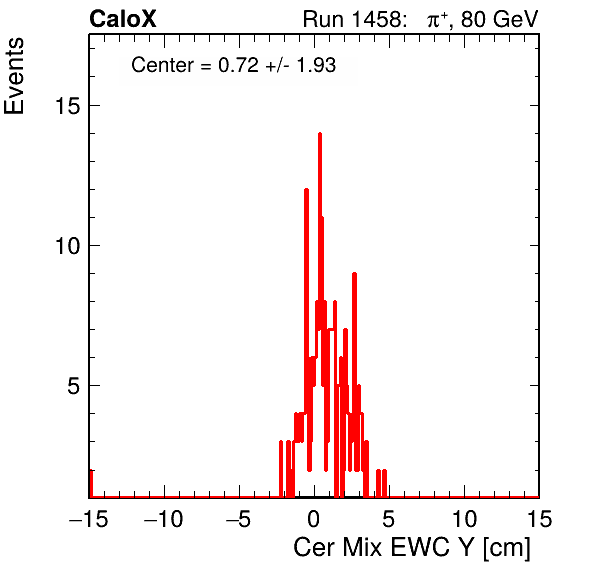 CaloX Run 1458: π⁺, 80 GeV
Center = 0.72 +/- 1.93
Events
15
10
5
−15 −10 −5 0 5 10 15
Cer Mix EWC Y [cm]